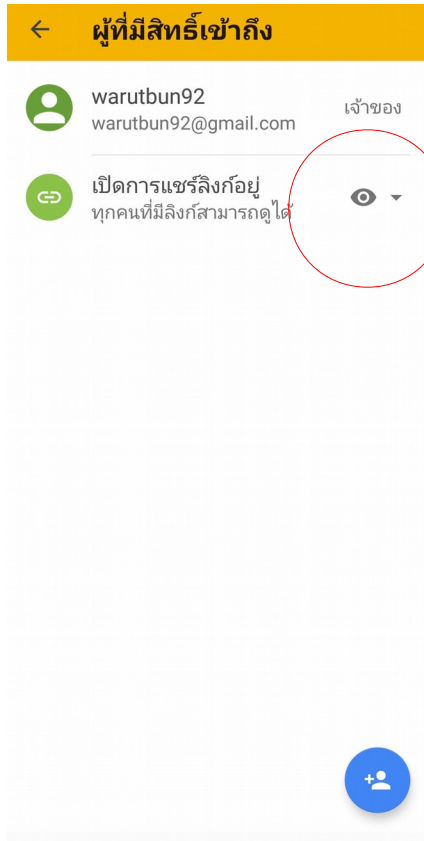 ผู้ที่มีสิทธิ์เข้าถึง
warutbun92
เจ้าของ
warutbun92@gmail.com
เปิดการแชร์ลิงก์อยู่
ทุกคนที่มีลิงก์สามารถดูได้